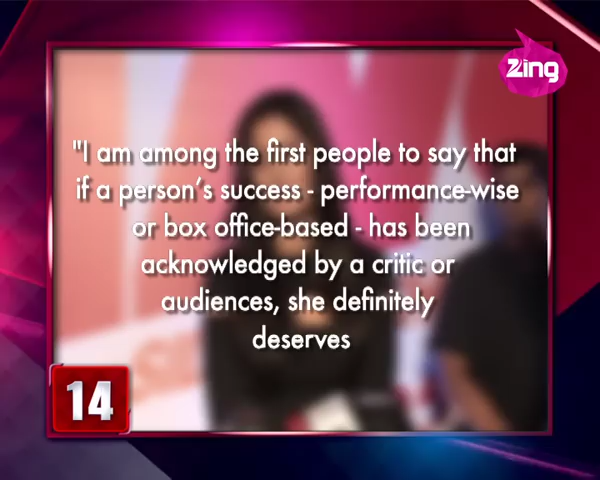 Zing
"I am among the first people to say that
if a person's success - performance-wise
or box office-based - has been
acknowledged by a critic or
audiences, she definitely
deserves
14